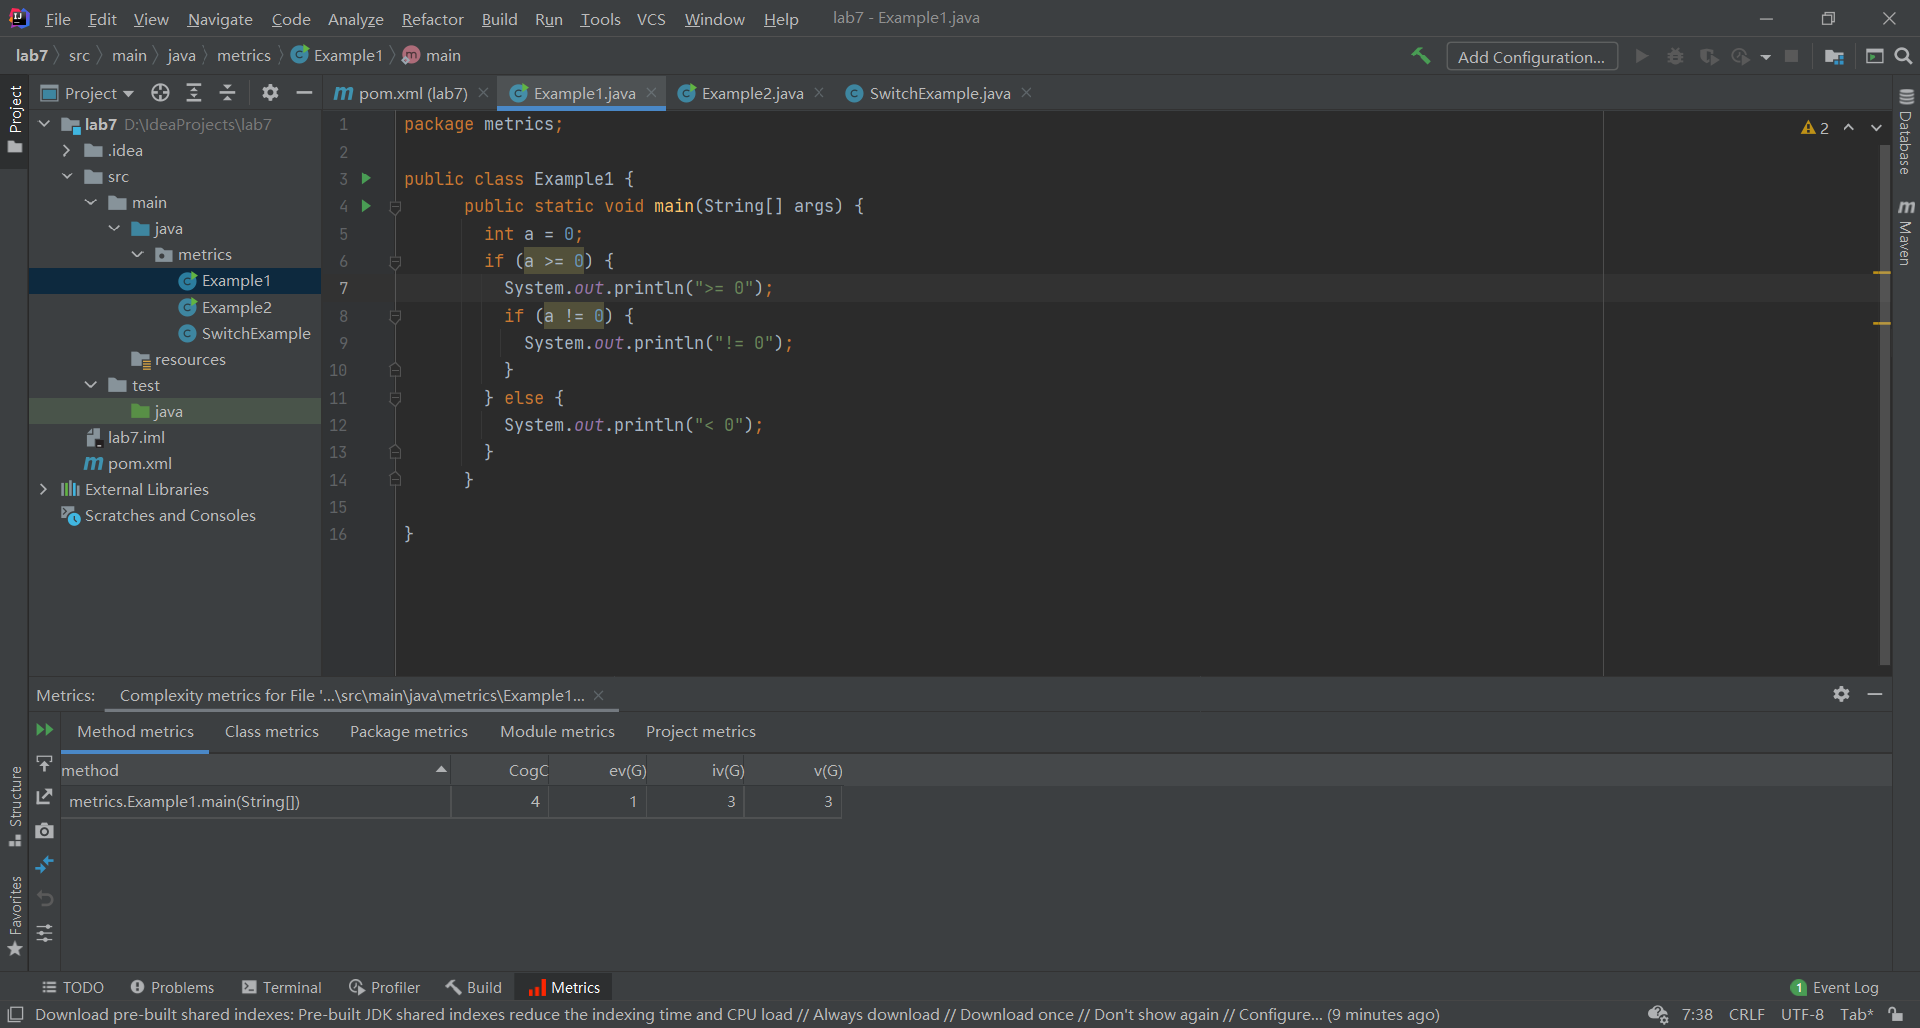 File Edit View Navigate Code Analyze Refactor Build Run Tools VCS Window Help lab7 - Example1.java
lab7 src main java metrics Example1 main Add Configuration...
Project
Project pom.xml (lab7) Example1.java Example2.java SwitchExample.java
lab7 D:\IdeaProjects\lab7
.idea
src
main
java
metrics
Example1
Example2
SwitchExample
resources
test
java
lab7.iml
pom.xml
External Libraries
Scratches and Consoles
1 package metrics;
2
3 public class Example1 {
4 public static void main(String[] args) {
5 int a = 0;
6 if (a >= 0) {
7 System.out.println(">= 0");
8 if (a != 0) {
9 System.out.println("!= 0");
10 }
11 } else {
12 System.out.println("< 0");
13 }
14 }
15
16 }
2
Database
Maven
Metrics: Complexity metrics for File '...\src\main\java\metrics\Example1...
Method metrics Class metrics Package metrics Module metrics Project metrics
method CogC ev(G) iv(G) v(G)
metrics.Example1.main(String[]) 4 1 3 3
Structure
Favorites
TODO Problems Terminal Profiler Build Metrics 1 Event Log
Download pre-built shared indexes: Pre-built JDK shared indexes reduce the indexing time and CPU load // Always download // Download once // Don't show again // Configure... (9 minutes ago) 7:38 CRLF UTF-8 Tab*